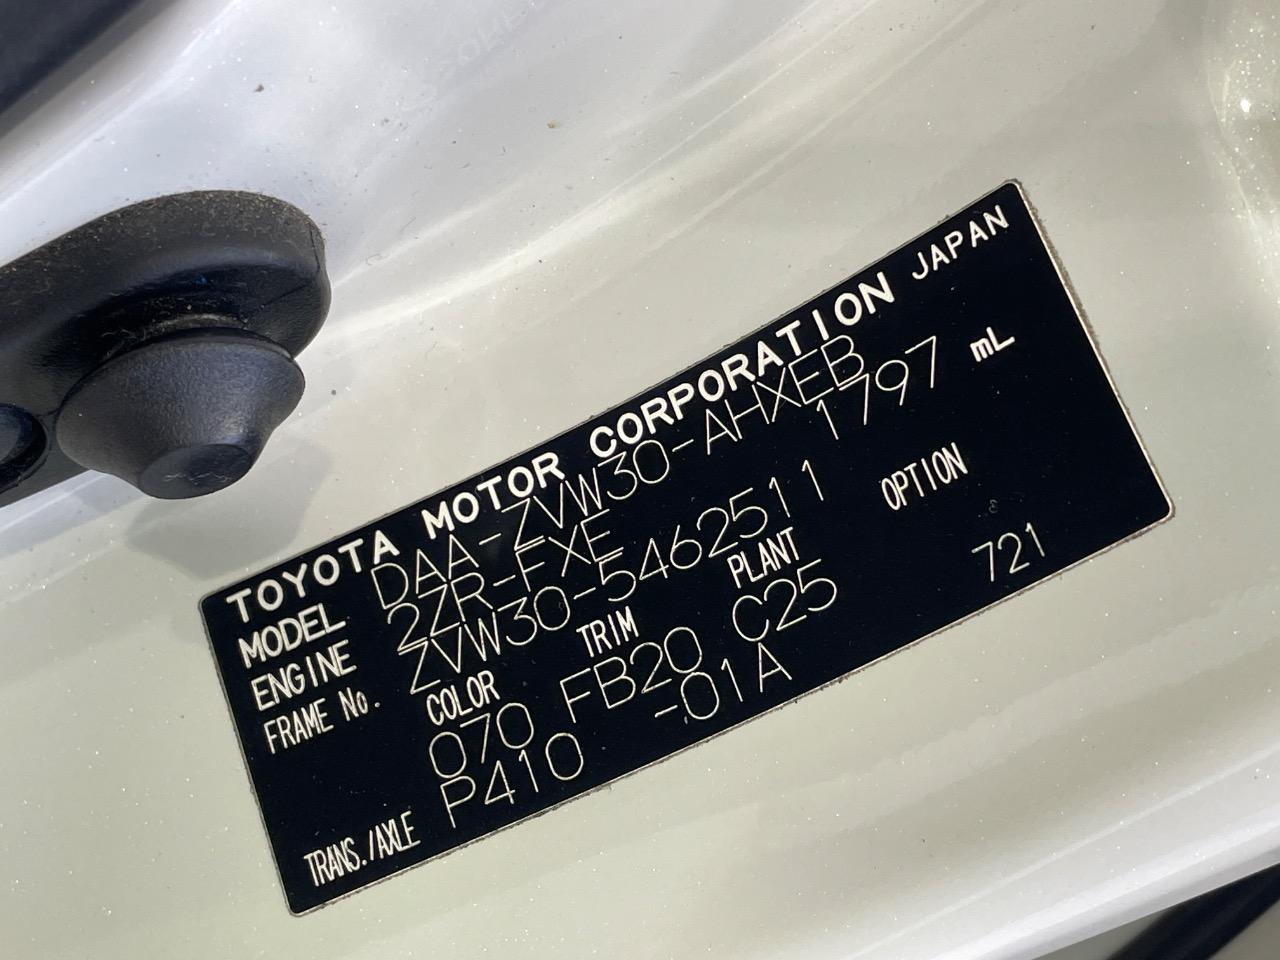 TOYOTA MOTOR CORPORATION JAPAN
MODEL DAA-ZVW30-AHXEB
ENGINE 2ZR-FXE 1797 mL
FRAME No. ZVW30-5462511
COLOR TRIM PLANT OPTION
070 FB20 C25 721
TRANS./AXLE P410 -01A